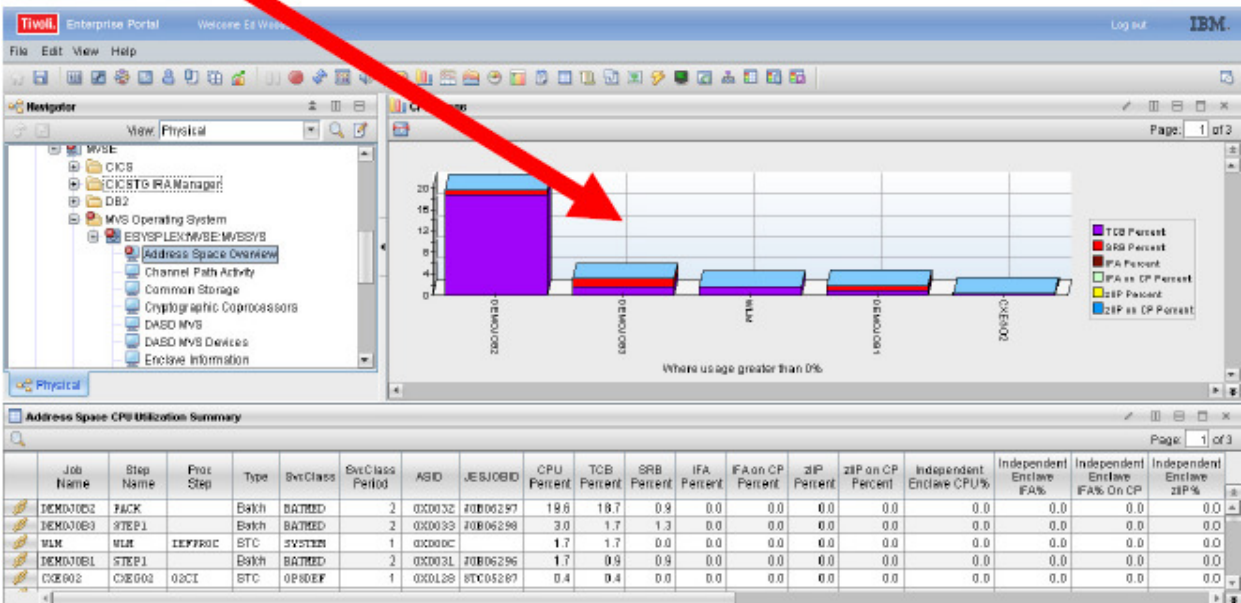 Tivoli. Enterprise Portal Welcome Ed Log out IBM.
File Edit View Help
Navigator
View: Physical
MVSE
CICS
CICSTG IRA Manager
DB2
MVS Operating System
ESYSPLEX:MVSE:MVSSYS
Address Space Overview
Channel Path Activity
Common Storage
Cryptographic Coprocessors
DASD MVS
DASD MVS Devices
Enclave Information
Physical
Page: 1 of 3
20
16
12
8
4
0
DEMOJOB2
DEMOJOB3
WLM
DEMOJOB1
CXEGO2
Where usage greater than 0%
TCB Percent
SRB Percent
IFA Percent
IFA on CP Percent
zIIP Percent
zIIP on CP Percent
Address Space CPU Utilization Summary
Page: 1 of 3
Job Name Step Name Proc Step Type SvcClass SvcClass Period ASID JESJOBID CPU Percent TCB Percent SRB Percent IFA Percent IFA on CP Percent zIIP Percent zIIP on CP Percent Independent Enclave CPU% Independent Enclave IFA% Independent Enclave IFA% On CP Independent Enclave zIIP%
DEMOJOB2 PACK Batch BATMED 2 0X0032 JOB06297 19.6 18.7 0.9 0.0 0.0 0.0 0.0 0.0 0.0 0.0 0.0
DEMOJOB3 STEP1 Batch BATMED 2 0X0033 JOB06298 3.0 1.7 1.3 0.0 0.0 0.0 0.0 0.0 0.0 0.0 0.0
WLM WLM IEFPROC STC SYSTEM 1 0X000C 1.7 1.7 0.0 0.0 0.0 0.0 0.0 0.0 0.0 0.0 0.0
DEMOJOB1 STEP1 Batch BATMED 2 0X0031 JOB06296 1.7 0.9 0.9 0.0 0.0 0.0 0.0 0.0 0.0 0.0 0.0
CXEGO2 CXEGO2 02CI STC OPSDEF 1 0X0128 STC05287 0.4 0.4 0.0 0.0 0.0 0.0 0.0 0.0 0.0 0.0 0.0